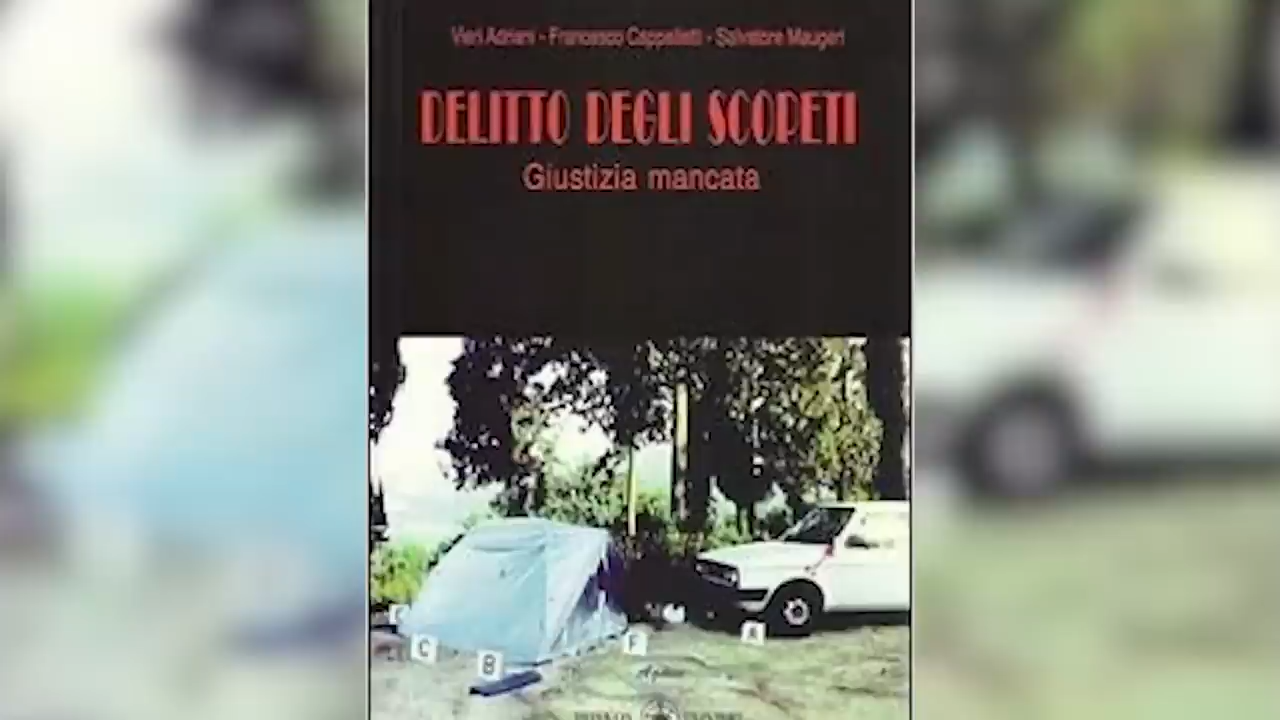 Vieri Adriani - Francesco Cappelletti - Salvatore Maugeri
DELITTO DEGLI SCOPETI
Giustizia mancata
C
B
F
A